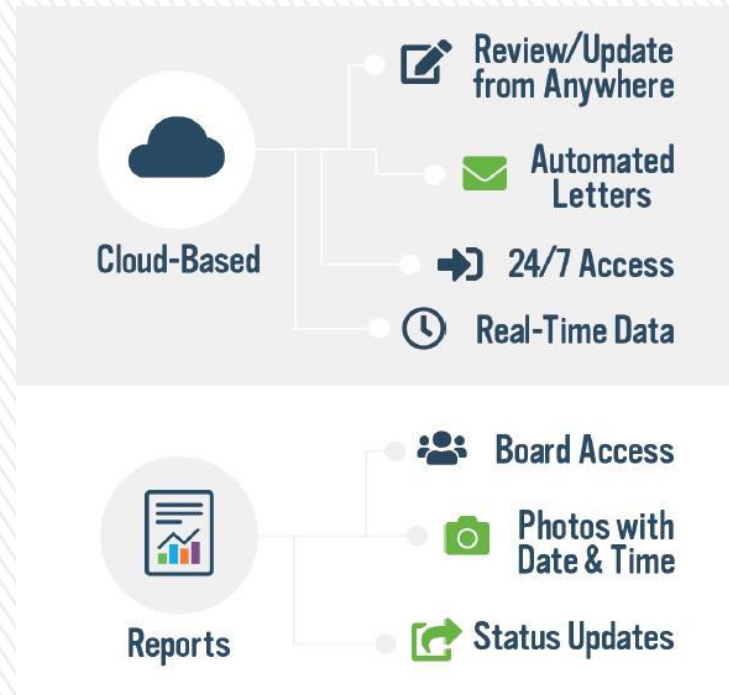 Review/Update
from Anywhere
Automated
Letters
Cloud-Based
24/7 Access
Real-Time Data
Board Access
Photos with
Date & Time
Reports
Status Updates